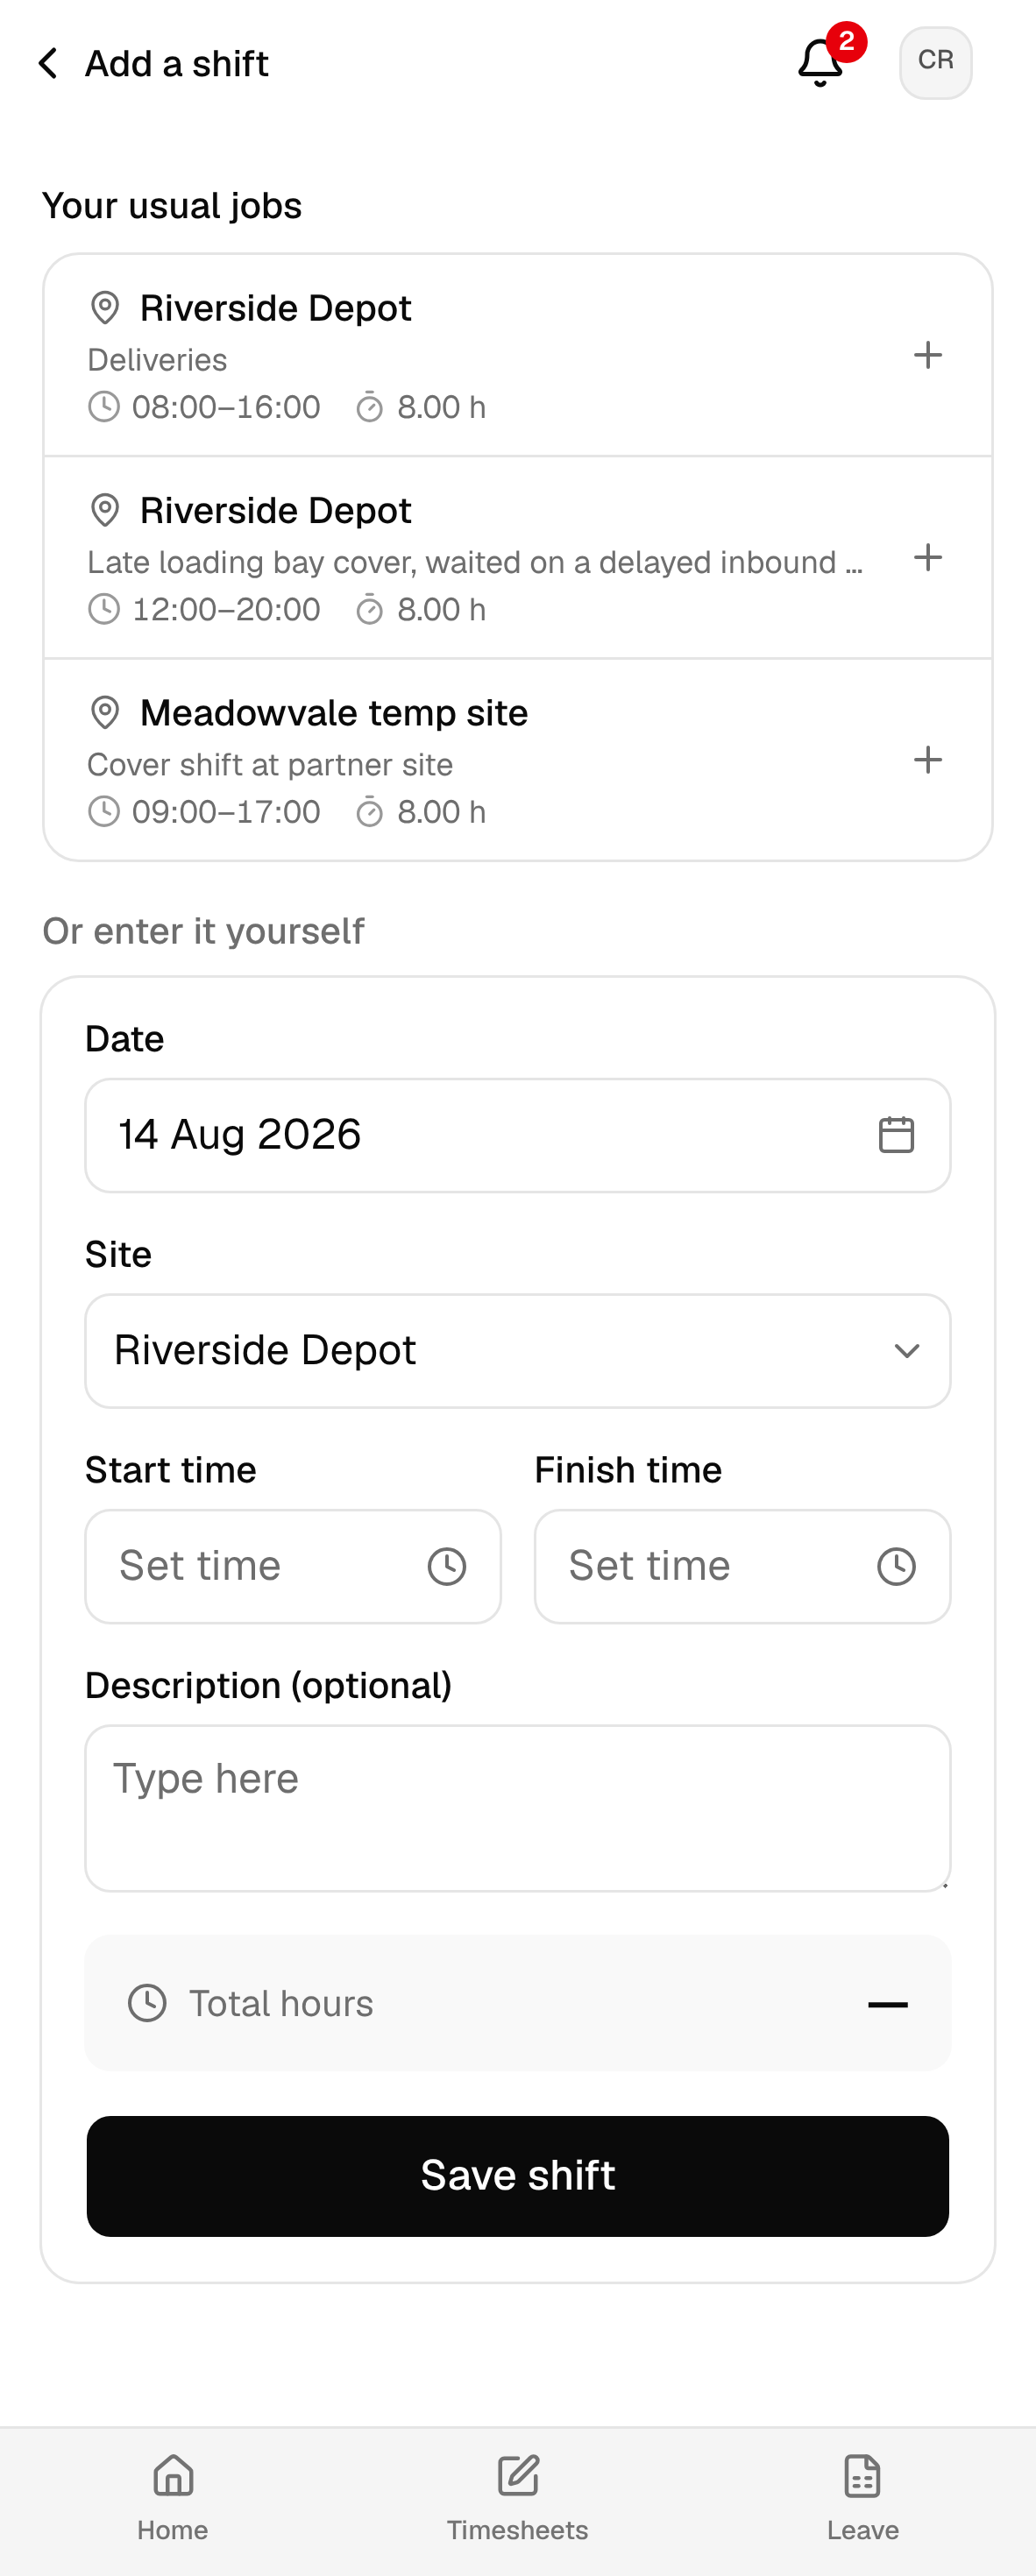 Add a shift
2
CR
Your usual jobs
Riverside Depot
Deliveries
08:00–16:00 8.00 h
Riverside Depot
Late loading bay cover, waited on a delayed inbound ...
12:00–20:00 8.00 h
Meadowvale temp site
Cover shift at partner site
09:00–17:00 8.00 h
Or enter it yourself
Date
14 Aug 2026
Site
Riverside Depot
Start time Finish time
Set time Set time
Description (optional)
Type here
Total hours —
Save shift
Home Timesheets Leave